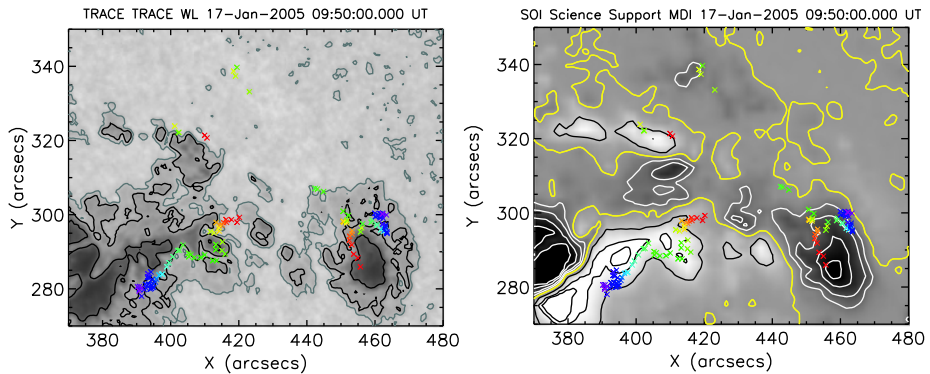 TRACE TRACE WL 17-Jan-2005 09:50:00.000 UT
340
320
300
280
Y (arcsecs)
380 400 420 440 460 480
X (arcsecs)
SOI Science Support MDI 17-Jan-2005 09:50:00.000 UT
340
320
300
280
Y (arcsecs)
380 400 420 440 460 480
X (arcsecs)